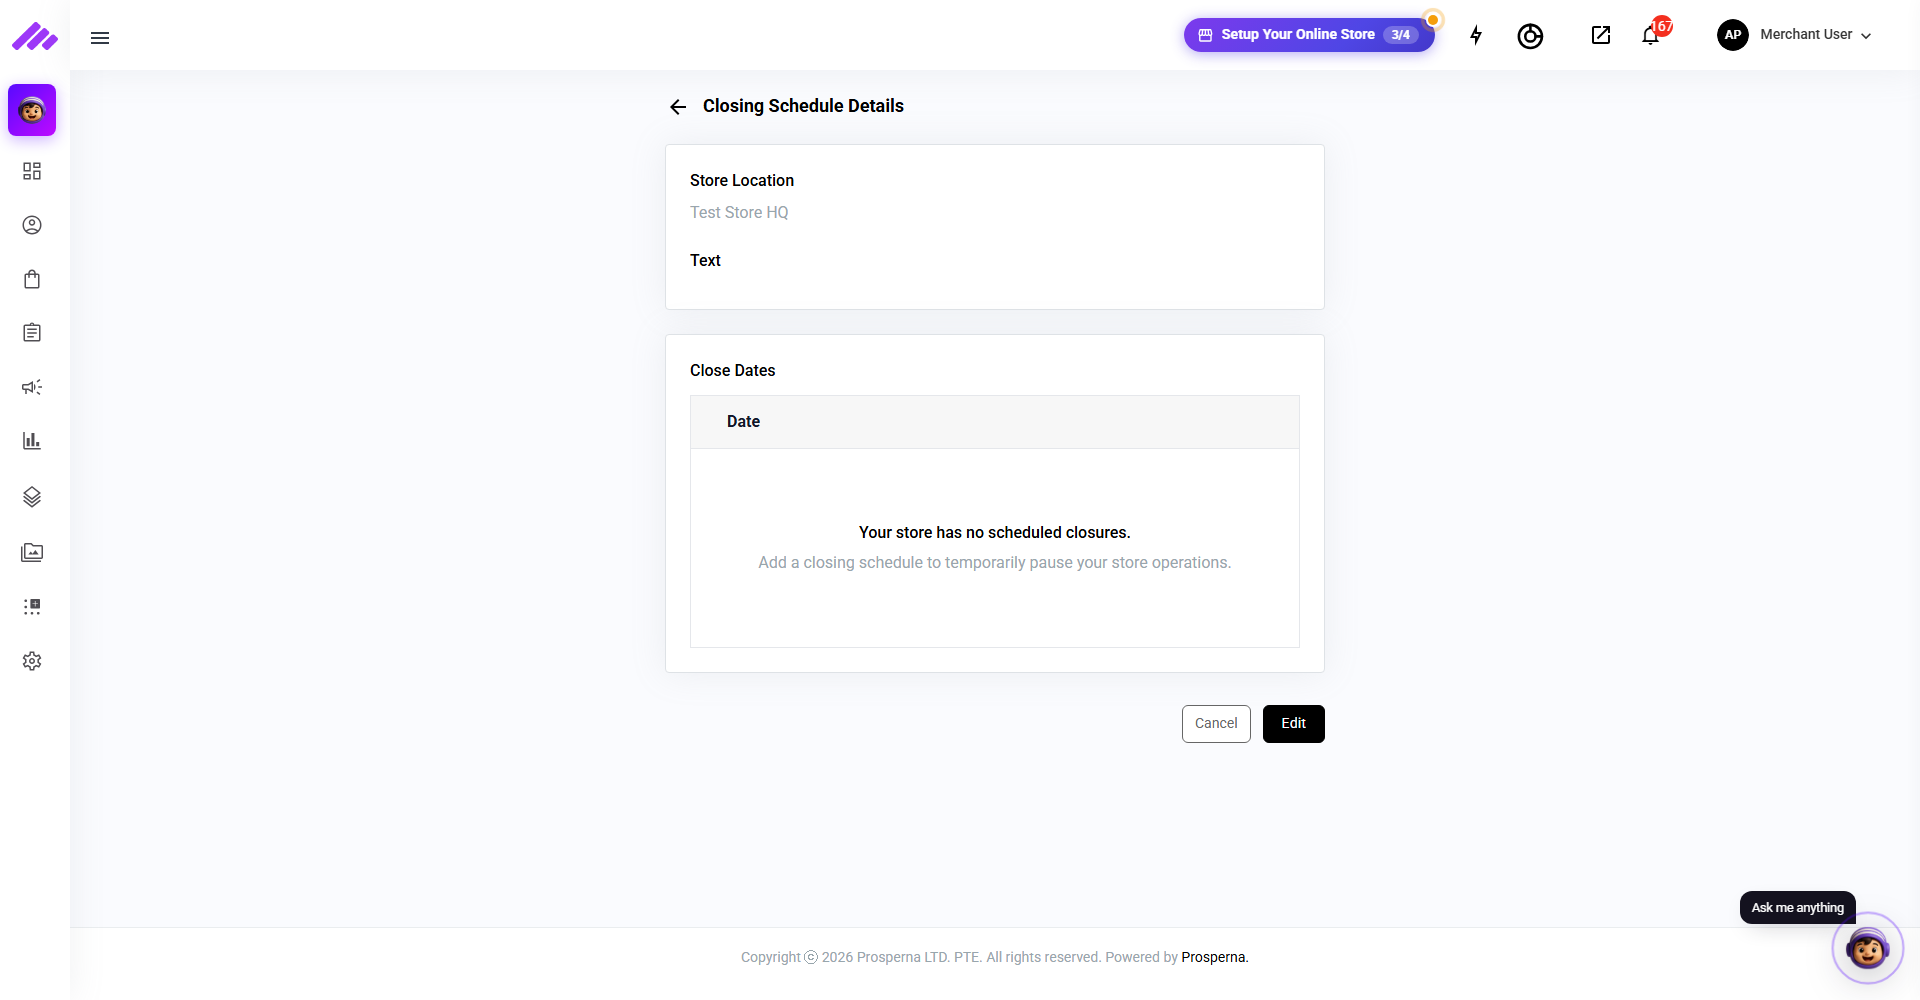 Setup Your Online Store 3/4
167
AP Merchant User
Closing Schedule Details
Store Location
Test Store HQ
Text
Close Dates
Date
Your store has no scheduled closures.
Add a closing schedule to temporarily pause your store operations.
Cancel Edit
Ask me anything
Copyright © 2026 Prosperna LTD. PTE. All rights reserved. Powered by Prosperna.